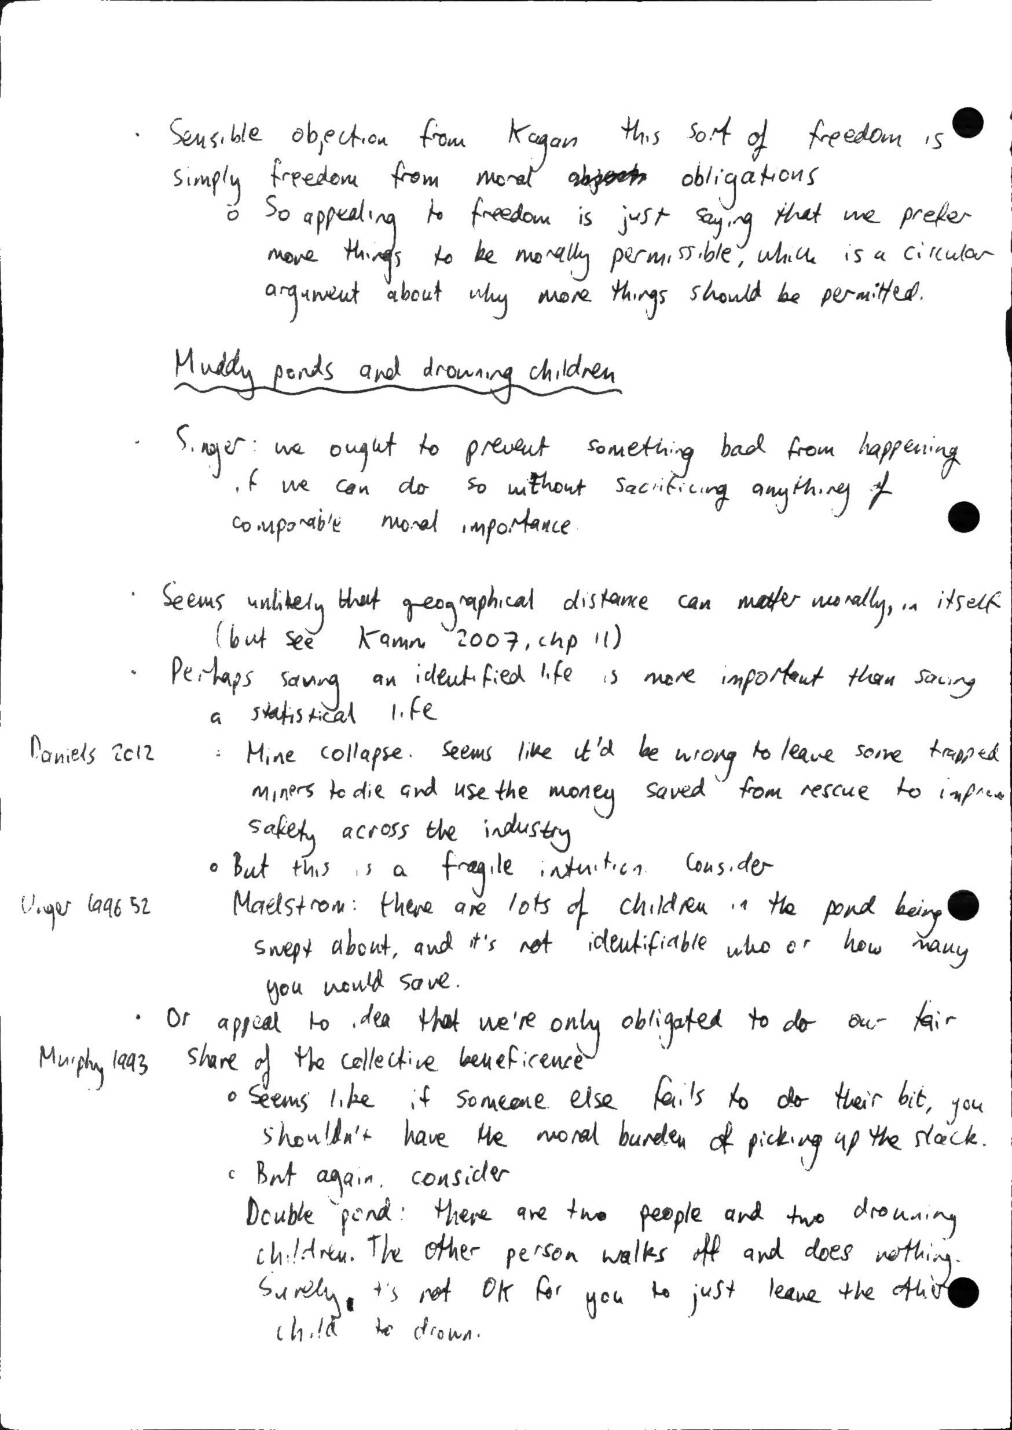 · Sensible objection from Kagan this sort of freedom is
simply freedom from moral obligations
o So appealing to freedom is just saying that we prefer
more things to be morally permissible, which is a circular
argument about why more things should be permitted.
Muddy ponds and drowning children
· Singer: we ought to prevent something bad from happening
if we can do so without sacrificing anything of
comparable moral importance.
· Seems unlikely that geographical distance can matter morally, in itself
(but see Kamm 2007, chp 11)
· Perhaps saving an identified life is more important than saving
a statistical life
Daniels 2012 : Mine collapse. Seems like it'd be wrong to leave some trapped
miners to die and use the money saved from rescue to improve
safety across the industry
o But this is a fragile intuition. Consider
Unger 1996 52 Maelstrom: there are lots of children in the pond being
swept about, and it's not identifiable who or how many
you would save.
· Or appeal to idea that we're only obligated to do our fair
Murphy 1993 share of the collective beneficence
o Seems like if someone else fails to do their bit, you
shouldn't have the moral burden of picking up the slack.
o But again, consider
Double pond: there are two people and two drowning
children. The other person walks off and does nothing.
Surely it's not OK for you to just leave the other
child to drown.